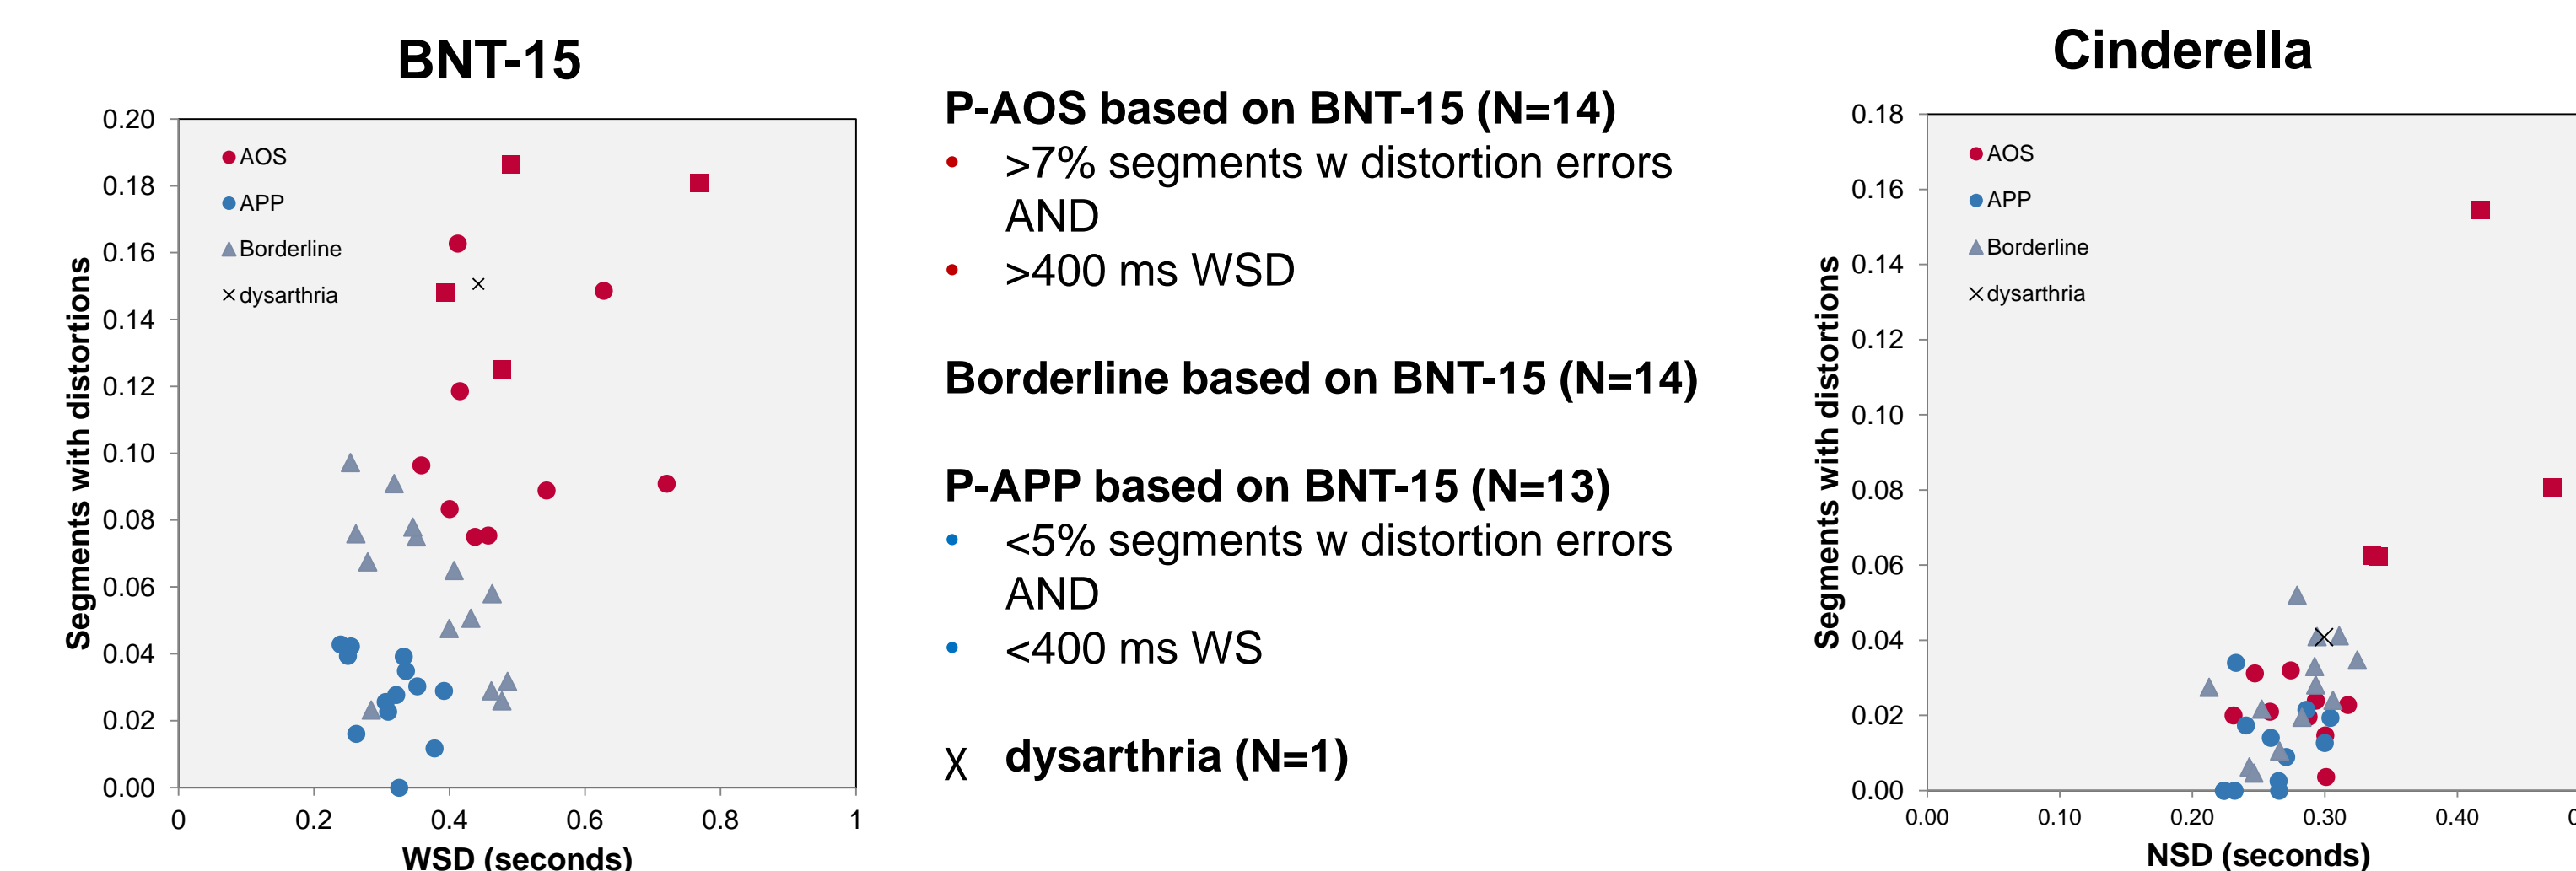 BNT-15
0.20
0.18
0.16
0.14
0.12
0.10
0.08
0.06
0.04
0.02
0.00
0
0.2
0.4
0.6
0.8
1
Segments with distortions
WSD (seconds)
AOS
APP
Borderline
dysarthria
P-AOS based on BNT-15 (N=14)
• >7% segments w distortion errors
AND
• >400 ms WSD
Borderline based on BNT-15 (N=14)
P-APP based on BNT-15 (N=13)
• <5% segments w distortion errors
AND
• <400 ms WS
χ dysarthria (N=1)
Cinderella
0.18
0.16
0.14
0.12
0.10
0.08
0.06
0.04
0.02
0.00
0.00
0.10
0.20
0.30
0.40
Segments with distortions
NSD (seconds)
AOS
APP
Borderline
dysarthria